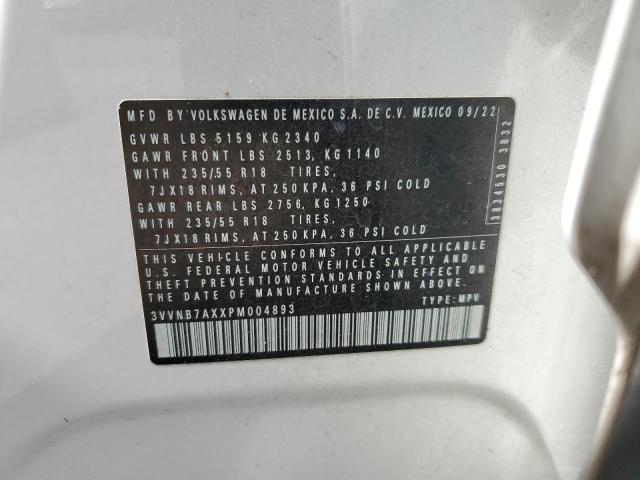 MFD BY VOLKSWAGEN DE MEXICO S.A. DE C.V. MEXICO 09/22
GVWR LBS 5159 KG 2340
GAWR FRONT LBS 2513, KG 1140
WITH 235/55 R18 TIRES,
7JX18 RIMS, AT 250 KPA, 36 PSI COLD
GAWR REAR LBS 2756, KG 1250
WITH 235/55 R18 TIRES,
7JX18 RIMS, AT 250 KPA, 36 PSI COLD
THIS VEHICLE CONFORMS TO ALL APPLICABLE
U.S. FEDERAL MOTOR VEHICLE SAFETY AND
THEFT PREVENTION STANDARDS IN EFFECT ON
THE DATE OF MANUFACTURE SHOWN ABOVE.
3VVNB7AXXPM004893 TYPE: MPV
3824530 3832